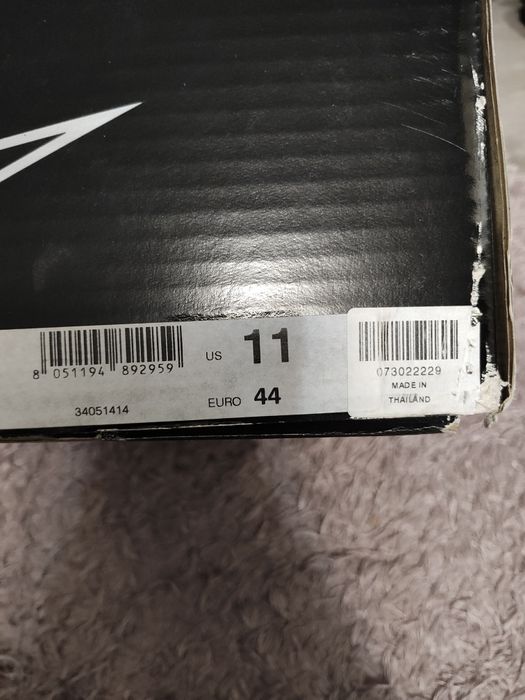 8 051194 892959
34051414
US 11
EURO 44
073022229
MADE IN
THAILAND